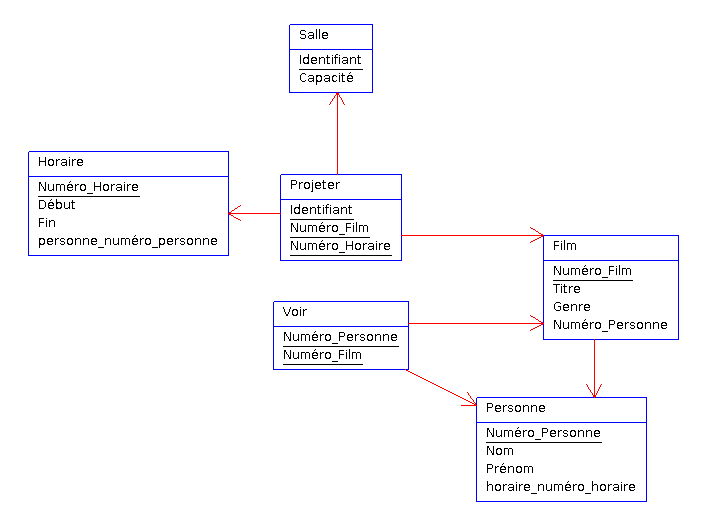 Salle
Identifiant
Capacité
Horaire
Numéro_Horaire
Début
Fin
personne_numéro_personne
Projeter
Identifiant
Numéro_Film
Numéro_Horaire
Film
Numéro_Film
Titre
Genre
Numéro_Personne
Voir
Numéro_Personne
Numéro_Film
Personne
Numéro_Personne
Nom
Prénom
horaire_numéro_horaire